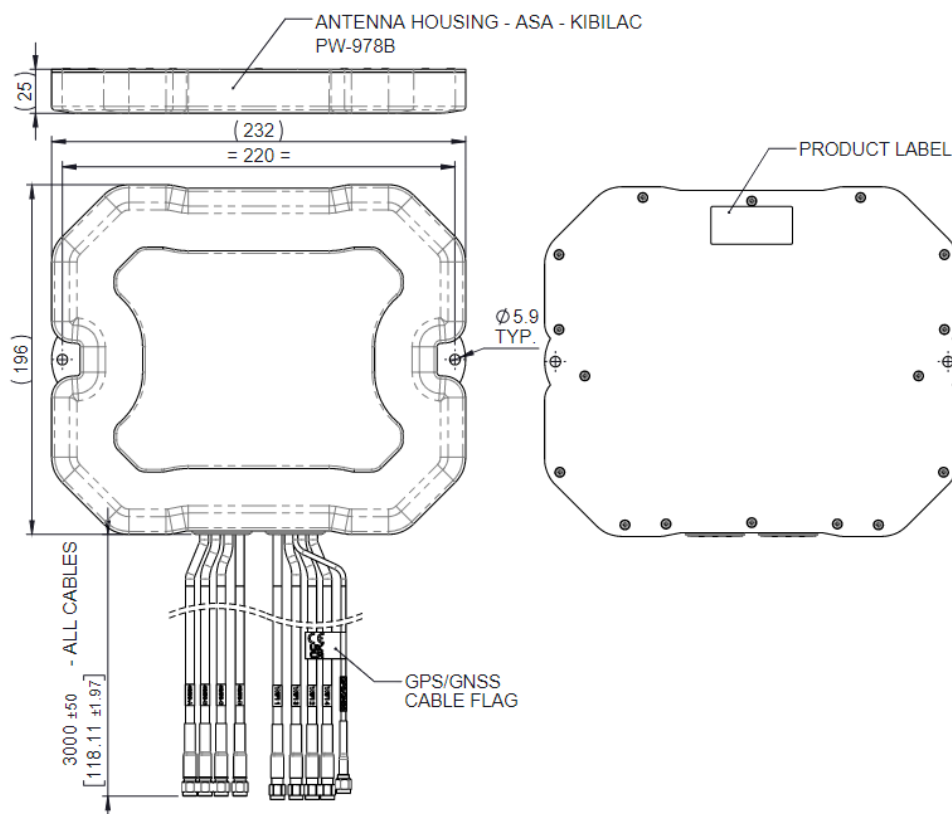 ANTENNA HOUSING - ASA - KIBILAC
PW-978B
( 25 )
( 232 )
= 220 =
PRODUCT LABEL
Ø 5.9
TYP.
( 196 )
3000 ±50
[118.11 ±1.97]
- ALL CABLES
GPS/GNSS
CABLE FLAG